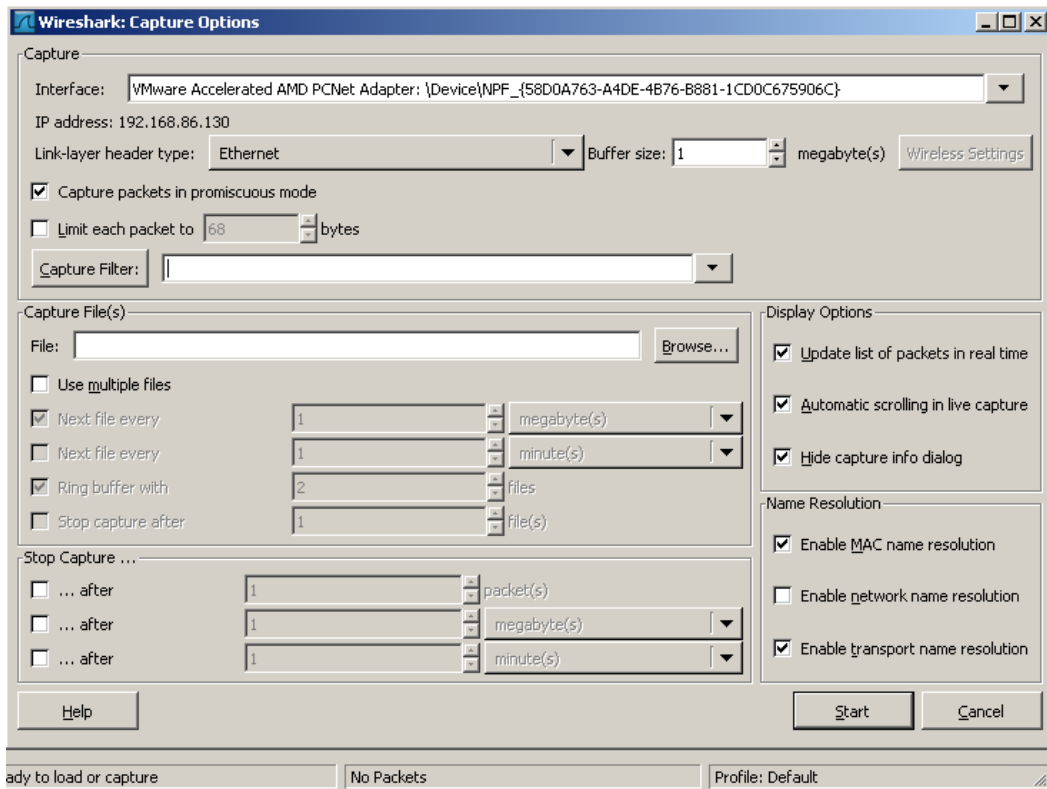 Wireshark: Capture Options
Capture
Interface: VMware Accelerated AMD PCNet Adapter: \Device\NPF_{58D0A763-A4DE-4B76-B881-1CD0C675906C}
IP address: 192.168.86.130
Link-layer header type: Ethernet Buffer size: 1 megabyte(s) Wireless Settings
Capture packets in promiscuous mode
Limit each packet to 68 bytes
Capture Filter:
Capture File(s)
File: Browse...
Use multiple files
Next file every 1 megabyte(s)
Next file every 1 minute(s)
Ring buffer with 2 files
Stop capture after 1 file(s)
Stop Capture ...
... after 1 packet(s)
... after 1 megabyte(s)
... after 1 minute(s)
Display Options
Update list of packets in real time
Automatic scrolling in live capture
Hide capture info dialog
Name Resolution
Enable MAC name resolution
Enable network name resolution
Enable transport name resolution
Help Start Cancel
ady to load or capture No Packets Profile: Default